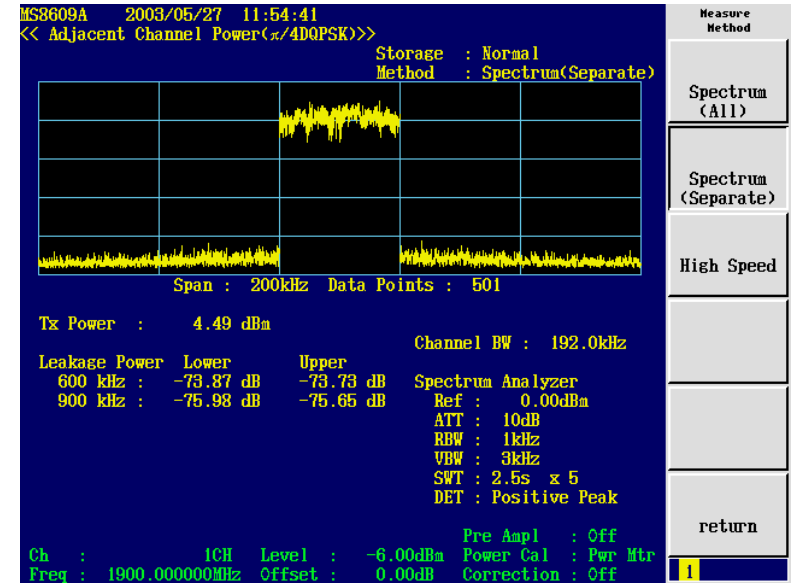 MS8609A 2003/05/27 11:54:41
<< Adjacent Channel Power(π/4DQPSK)>>
Storage : Normal
Method : Spectrum(Separate)
Span : 200kHz Data Points : 501
Tx Power : 4.49 dBm
Channel BW : 192.0kHz
Leakage Power Lower Upper
600 kHz : -73.87 dB -73.73 dB
900 kHz : -75.98 dB -75.65 dB
Spectrum Analyzer
Ref : 0.00dBm
ATT : 10dB
RBW : 1kHz
VBW : 3kHz
SWT : 2.5s x 5
DET : Positive Peak
Pre Ampl : Off
Ch : 1CH Level : -6.00dBm Power Cal : Pwr Mtr
Freq : 1900.000000MHz Offset : 0.00dB Correction : Off
Measure
Method
Spectrum
(All)
Spectrum
(Separate)
High Speed
return
1